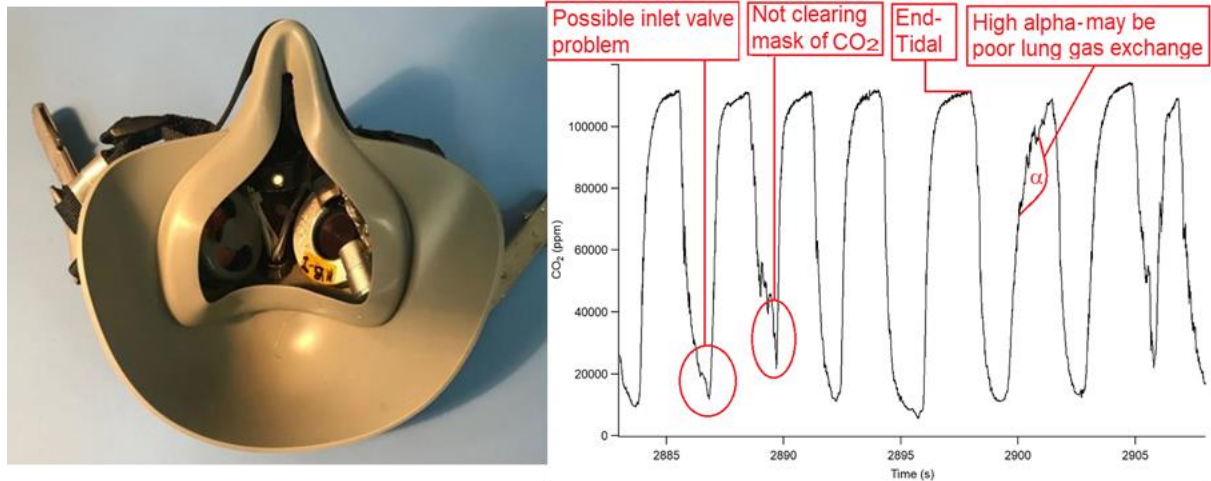 Possible inlet valve
problem
Not clearing
mask of CO2
End-
Tidal
High alpha-may be
poor lung gas exchange
100000
80000
60000
40000
20000
0
CO2 (ppm)
α
2885
2890
2895
2900
2905
Time (s)